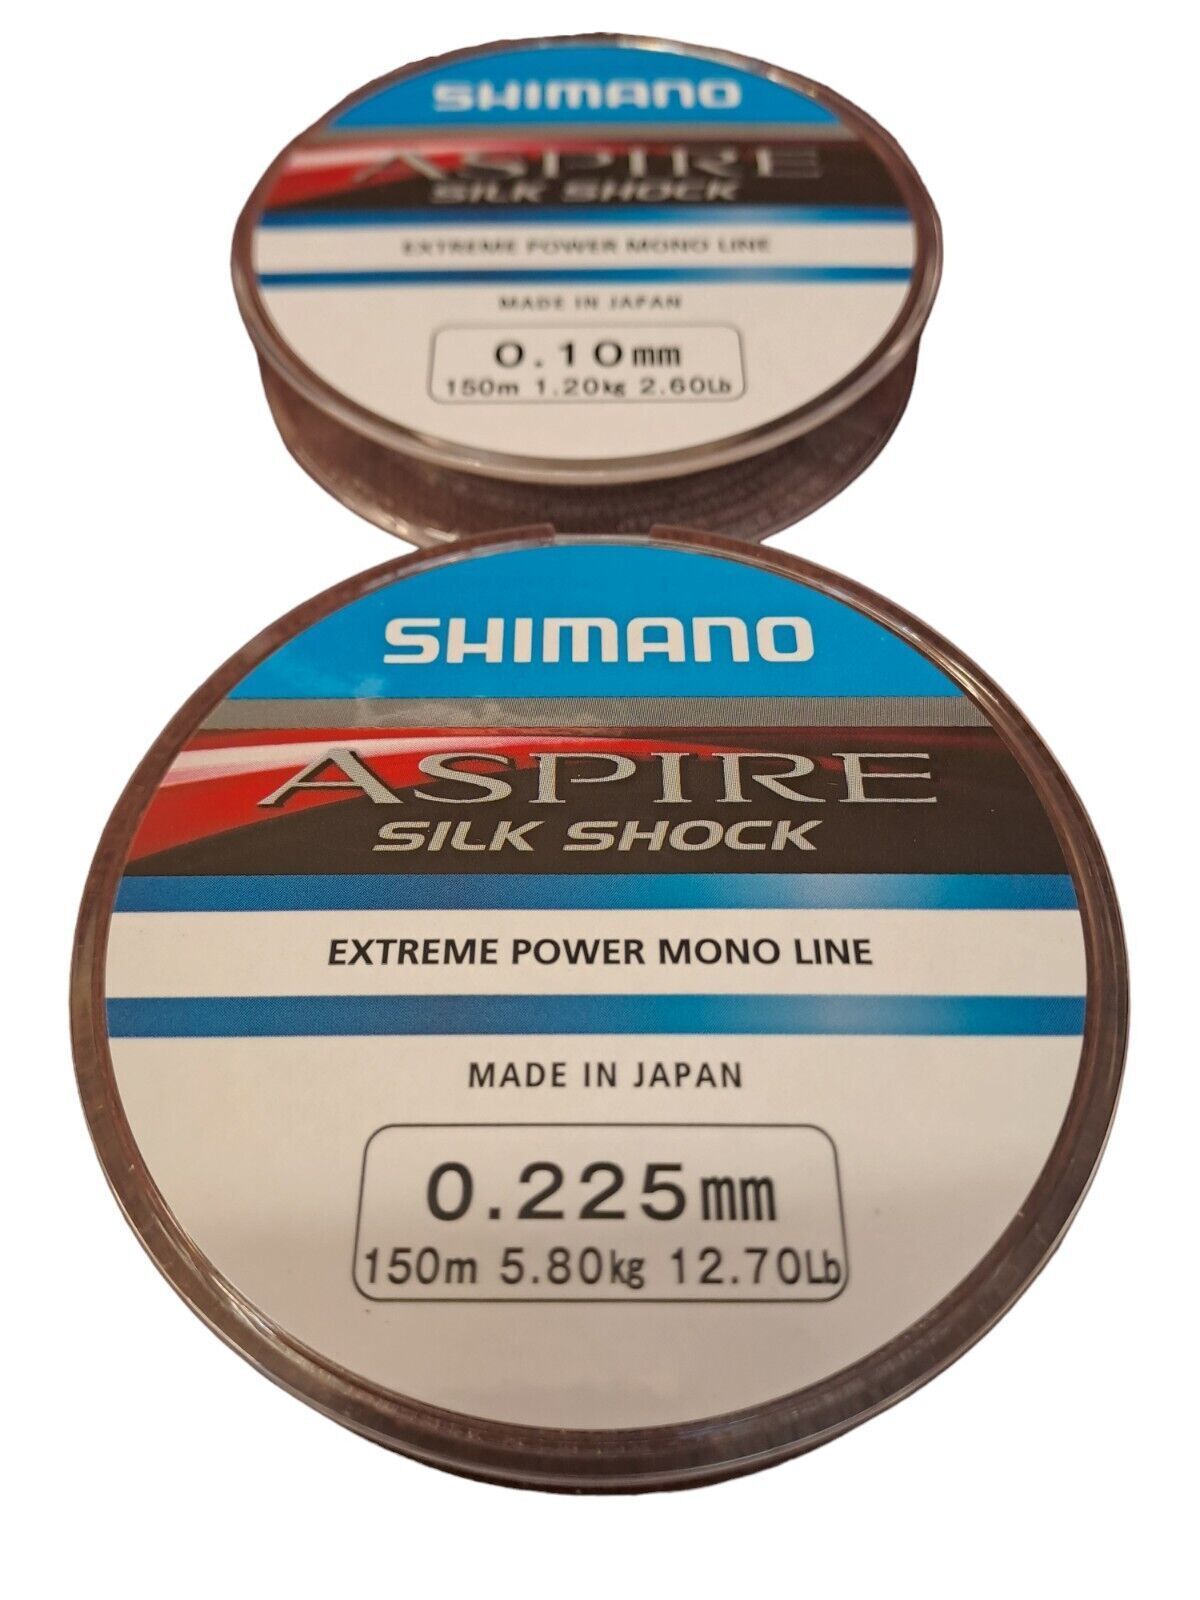 SHIMANO
ASPIRE
SILK SHOCK
EXTREME POWER MONO LINE
MADE IN JAPAN
0.10mm
150m 1.20kg 2.60Lb
SHIMANO
ASPIRE
SILK SHOCK
EXTREME POWER MONO LINE
MADE IN JAPAN
0.225mm
150m 5.80kg 12.70Lb